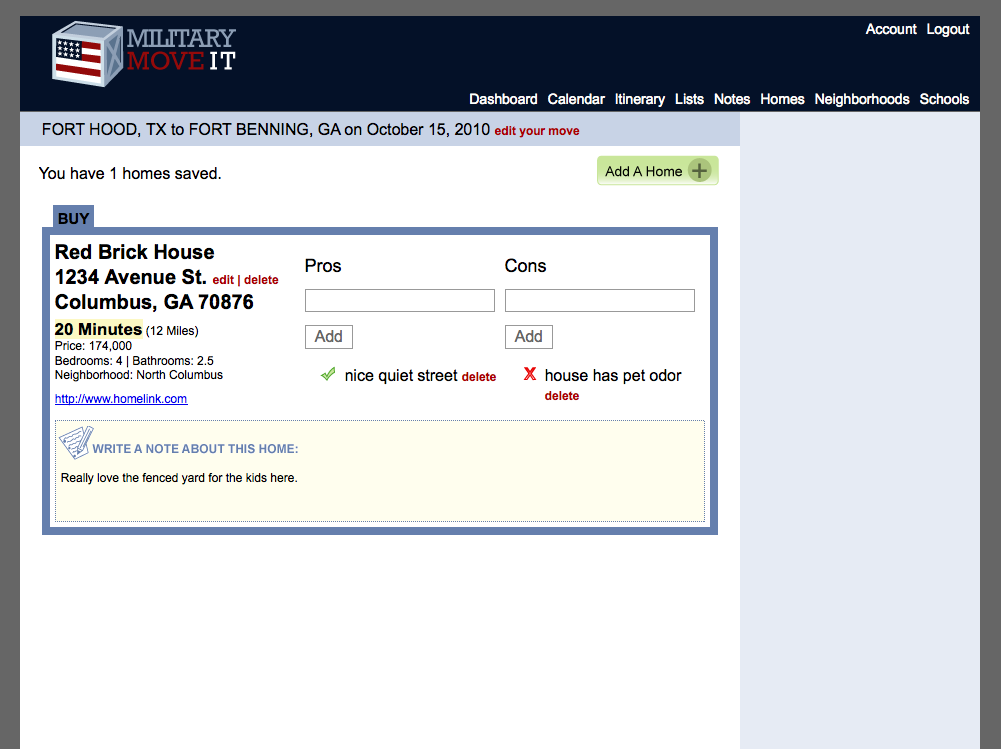 MILITARY
MOVE IT
Account Logout
Dashboard Calendar Itinerary Lists Notes Homes Neighborhoods Schools
FORT HOOD, TX to FORT BENNING, GA on October 15, 2010 edit your move
You have 1 homes saved.
Add A Home
BUY
Red Brick House
1234 Avenue St. edit | delete
Columbus, GA 70876
20 Minutes (12 Miles)
Price: 174,000
Bedrooms: 4 | Bathrooms: 2.5
Neighborhood: North Columbus
http://www.homelink.com
Pros
Add
nice quiet street delete
Cons
Add
house has pet odor
delete
WRITE A NOTE ABOUT THIS HOME:
Really love the fenced yard for the kids here.